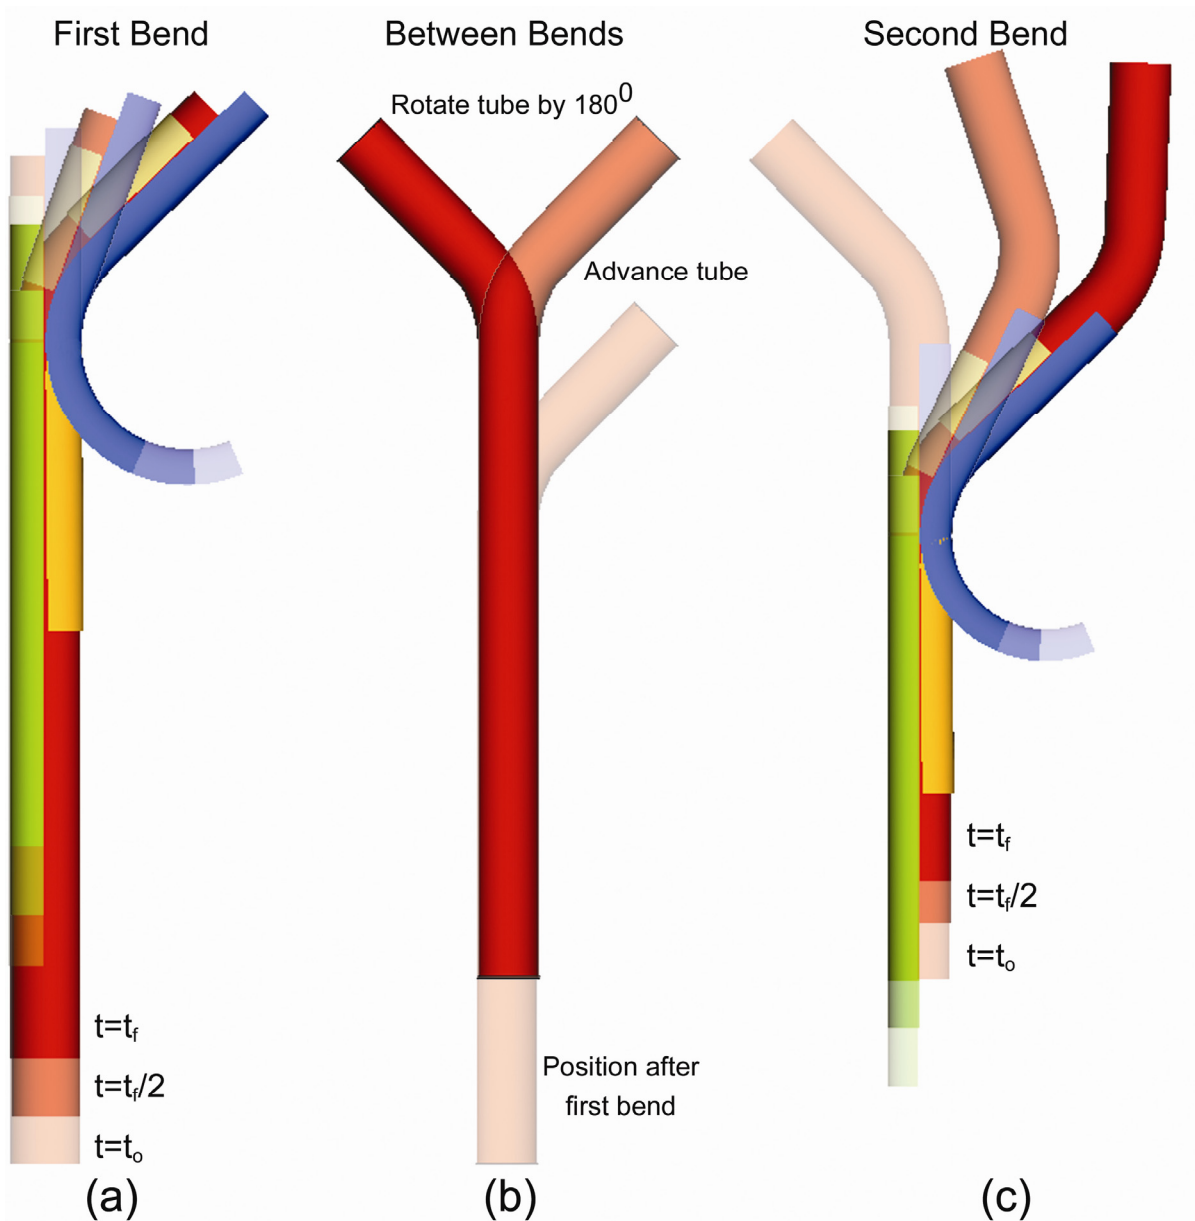 First Bend
Between Bends
Second Bend
Rotate tube by 180⁰
Advance tube
Position after
first bend
t=t_f
t=t_f/2
t=t_o
t=t_f
t=t_f/2
t=t_o
(a)
(b)
(c)